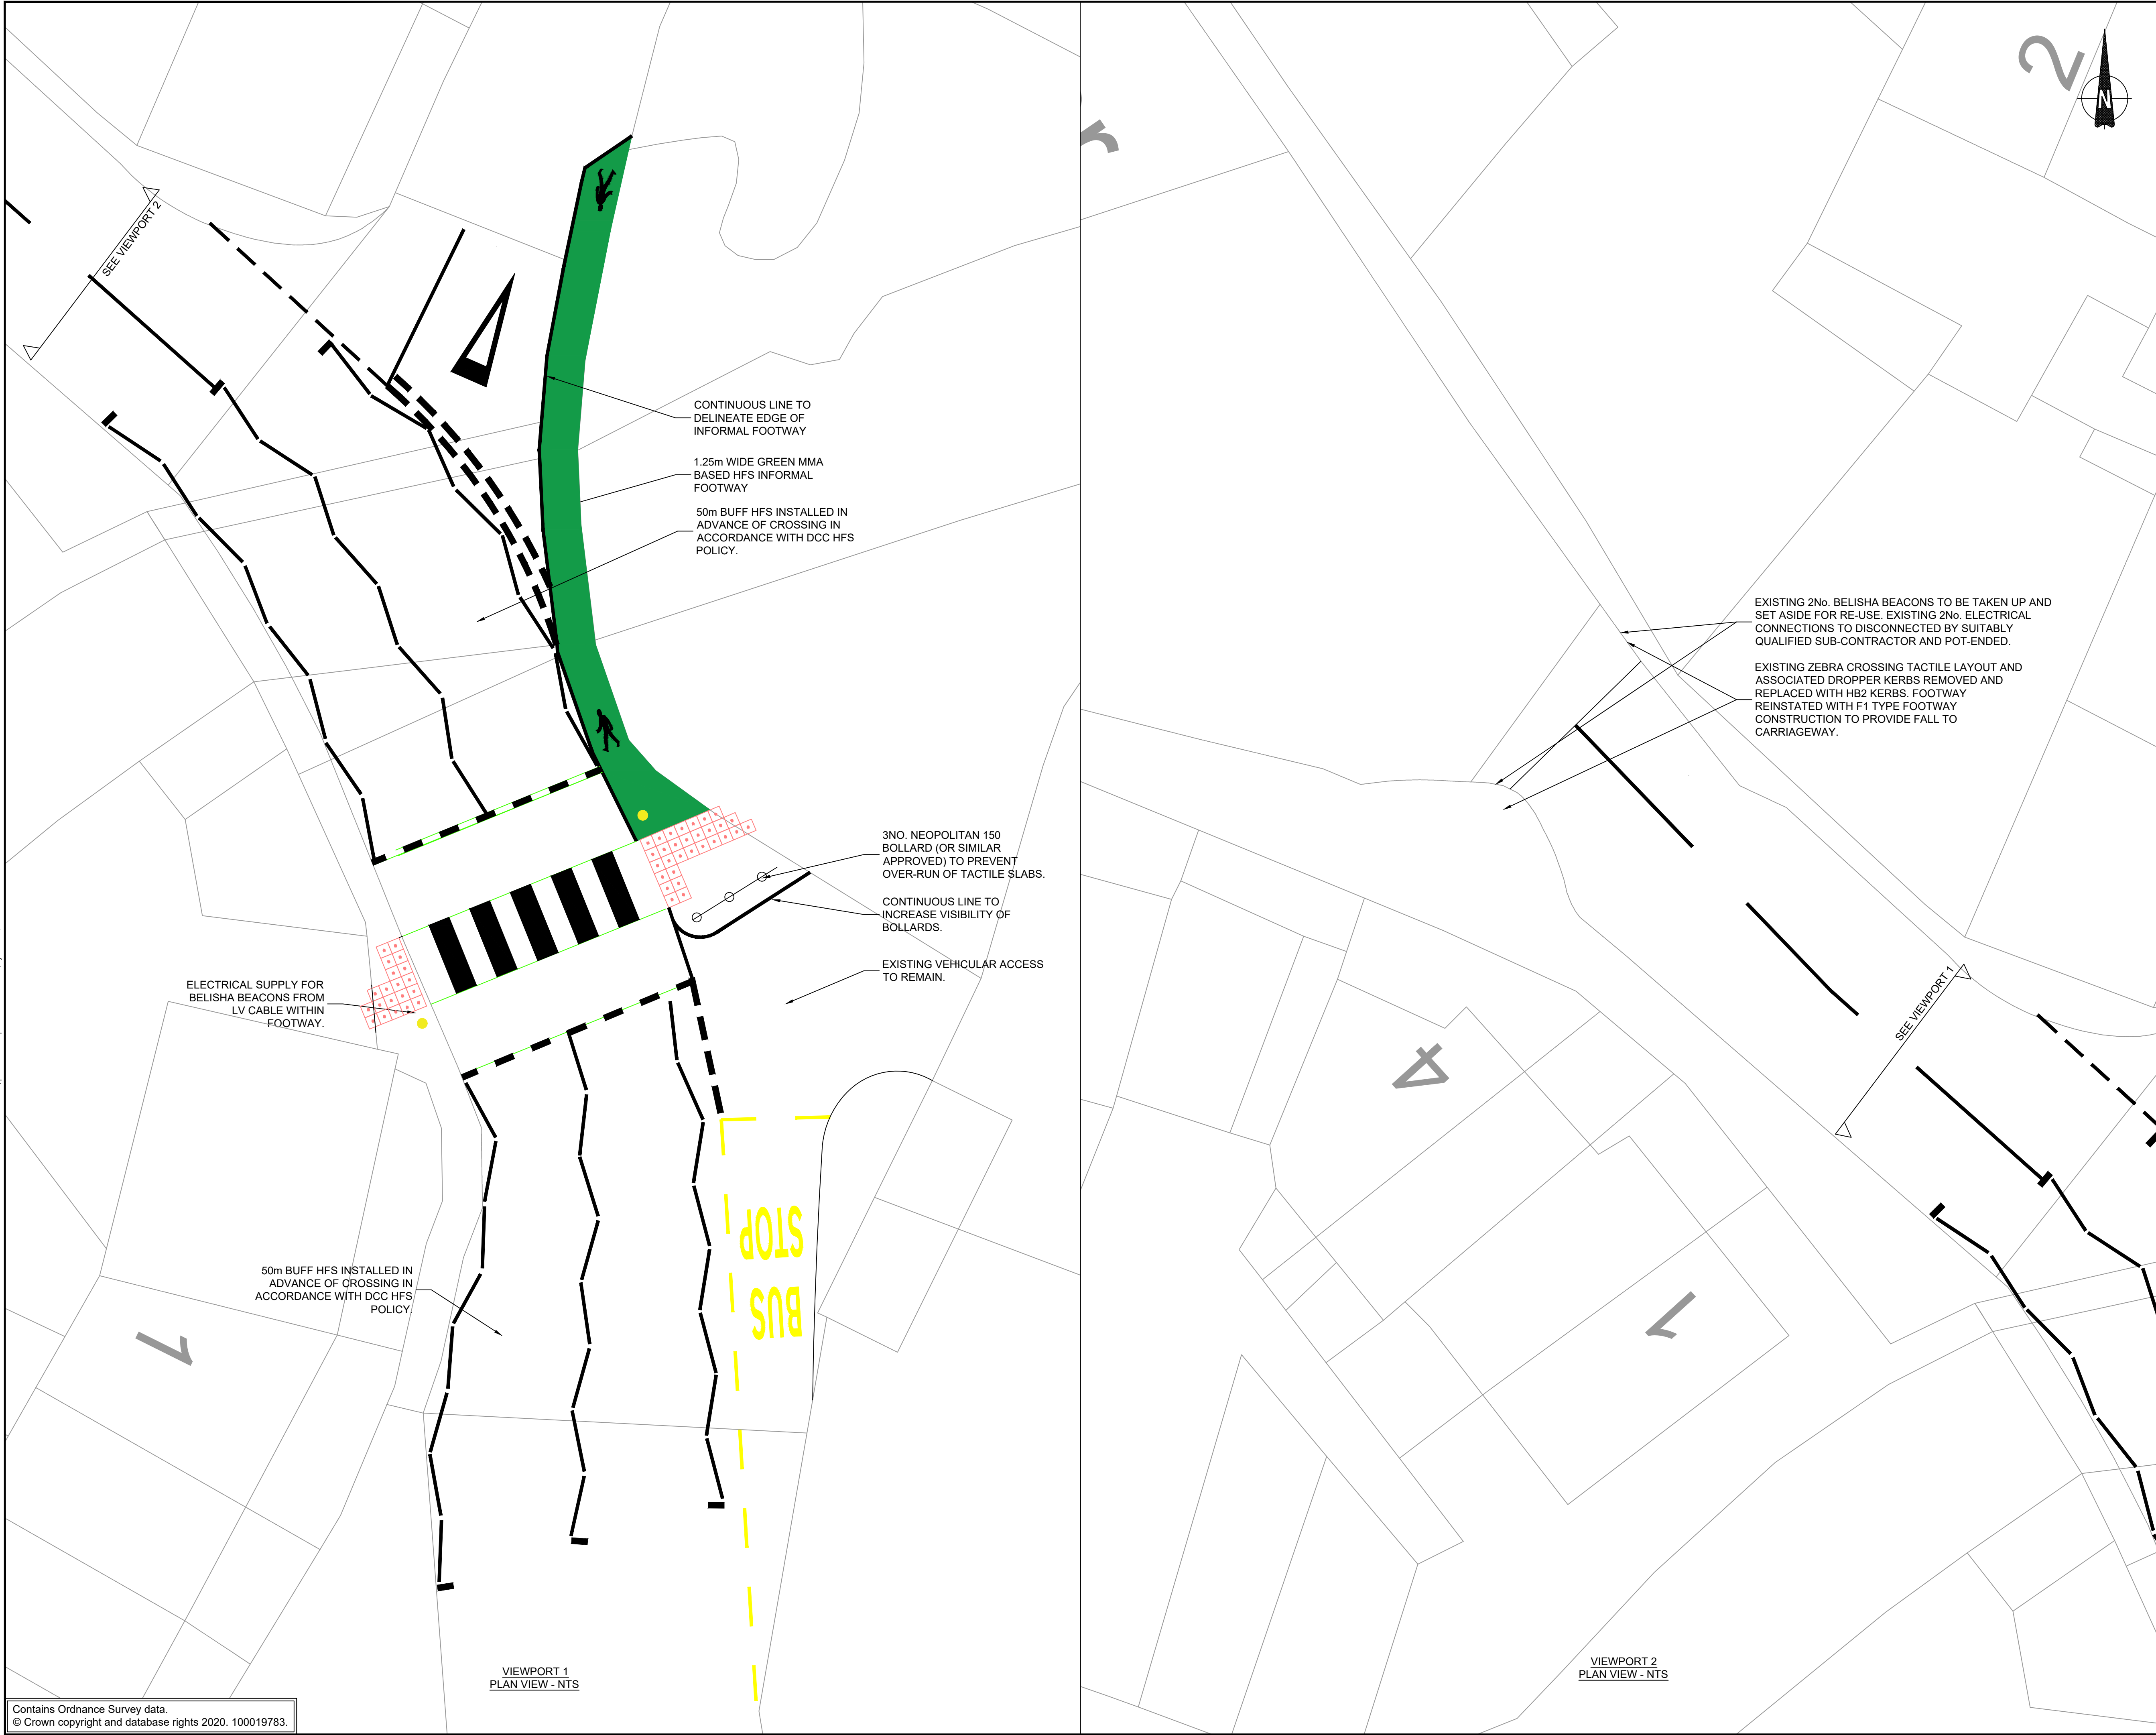 SEE VIEWPORT 2
CONTINUOUS LINE TO
DELINEATE EDGE OF
INFORMAL FOOTWAY
1.25m WIDE GREEN MMA
BASED HFS INFORMAL
FOOTWAY
50m BUFF HFS INSTALLED IN
ADVANCE OF CROSSING IN
ACCORDANCE WITH DCC HFS
POLICY.
3NO. NEOPOLITAN 150
BOLLARD (OR SIMILAR
APPROVED) TO PREVENT
OVER-RUN OF TACTILE SLABS.
CONTINUOUS LINE TO
INCREASE VISIBILITY OF
BOLLARDS.
EXISTING VEHICULAR ACCESS
TO REMAIN.
ELECTRICAL SUPPLY FOR
BELISHA BEACONS FROM
LV CABLE WITHIN
FOOTWAY.
STOP
BUS
50m BUFF HFS INSTALLED IN
ADVANCE OF CROSSING IN
ACCORDANCE WITH DCC HFS
POLICY.
1
VIEWPORT 1
PLAN VIEW - NTS
Contains Ordnance Survey data.
© Crown copyright and database rights 2020. 100019783.
r
2
N
EXISTING 2No. BELISHA BEACONS TO BE TAKEN UP AND
SET ASIDE FOR RE-USE. EXISTING 2No. ELECTRICAL
CONNECTIONS TO DISCONNECTED BY SUITABLY
QUALIFIED SUB-CONTRACTOR AND POT-ENDED.
EXISTING ZEBRA CROSSING TACTILE LAYOUT AND
ASSOCIATED DROPPER KERBS REMOVED AND
REPLACED WITH HB2 KERBS. FOOTWAY
REINSTATED WITH F1 TYPE FOOTWAY
CONSTRUCTION TO PROVIDE FALL TO
CARRIAGEWAY.
SEE VIEWPORT 1
4
1
VIEWPORT 2
PLAN VIEW - NTS